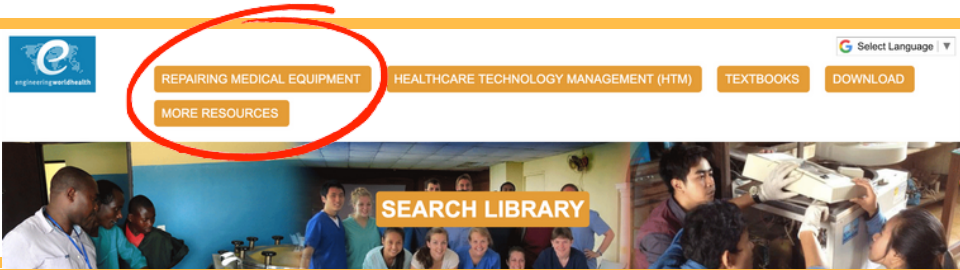 engineeringworldhealth
Select Language
REPAIRING MEDICAL EQUIPMENT
HEALTHCARE TECHNOLOGY MANAGEMENT (HTM)
TEXTBOOKS
DOWNLOAD
MORE RESOURCES
SEARCH LIBRARY